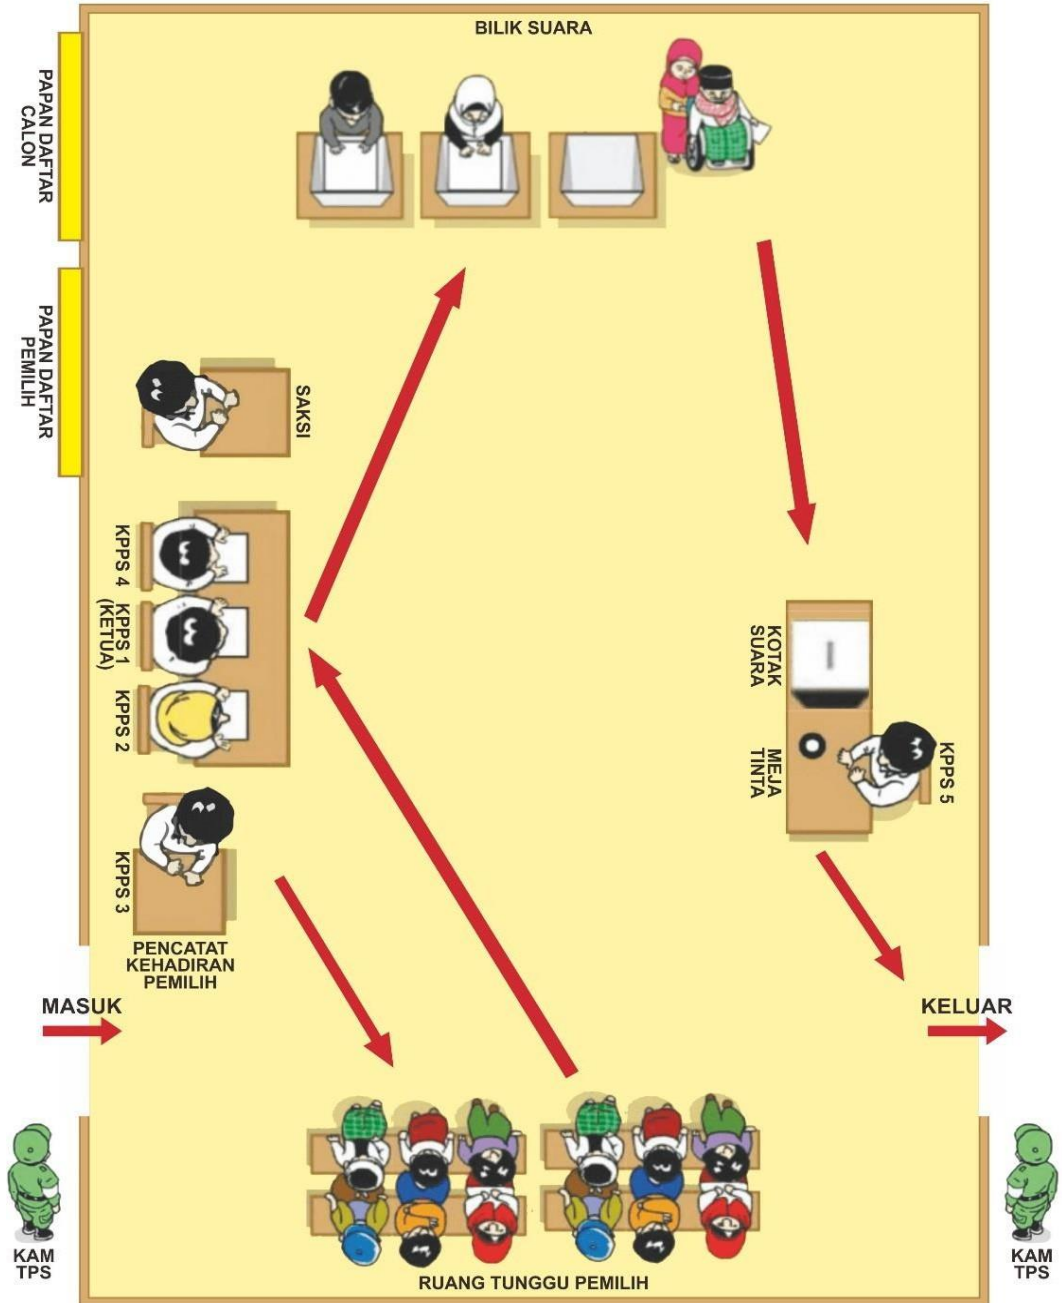 BILIK SUARA
PAPAN DAFTAR
CALON
PAPAN DAFTAR
PEMILIH
SAKSI
KPPS 4
KPPS 1
(KETUA)
KPPS 2
KOTAK
SUARA
MEJA
TINTA
KPPS 5
KPPS 3
PENCATAT
KEHADIRAN
PEMILIH
MASUK
KELUAR
KAM
TPS
KAM
TPS
RUANG TUNGGU PEMILIH